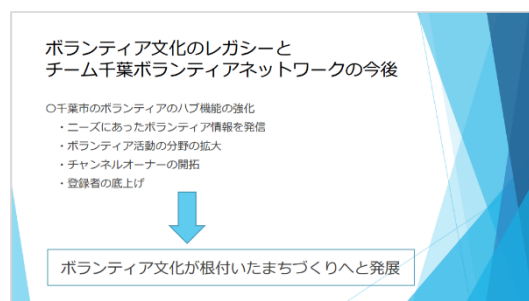 ボランティア文化のレガシーと
チーム千葉ボランティアネットワークの今後
〇千葉市のボランティアのハブ機能の強化
・ニーズにあったボランティア情報を発信
・ボランティア活動の分野の拡大
・チャンネルオーナーの開拓
・登録者の底上げ
ボランティア文化が根付いたまちづくりへと発展